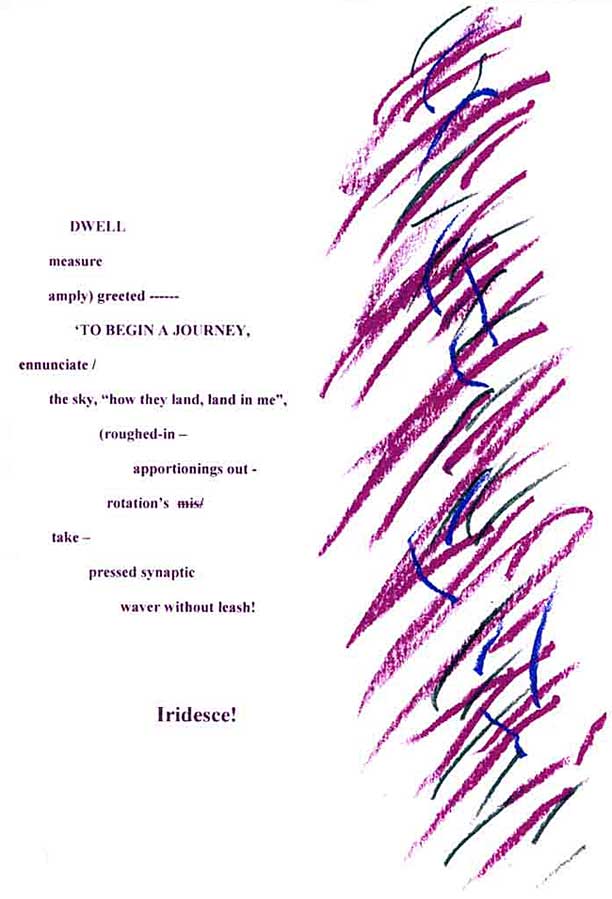 DWELL
measure
amply) greeted ------
‘TO BEGIN A JOURNEY,
ennunciate /
the sky, “how they land, land in me”,
(roughed-in –
apportionings out -
rotation’s mis/
take –
pressed synaptic
waver without leash!
Iridesce!